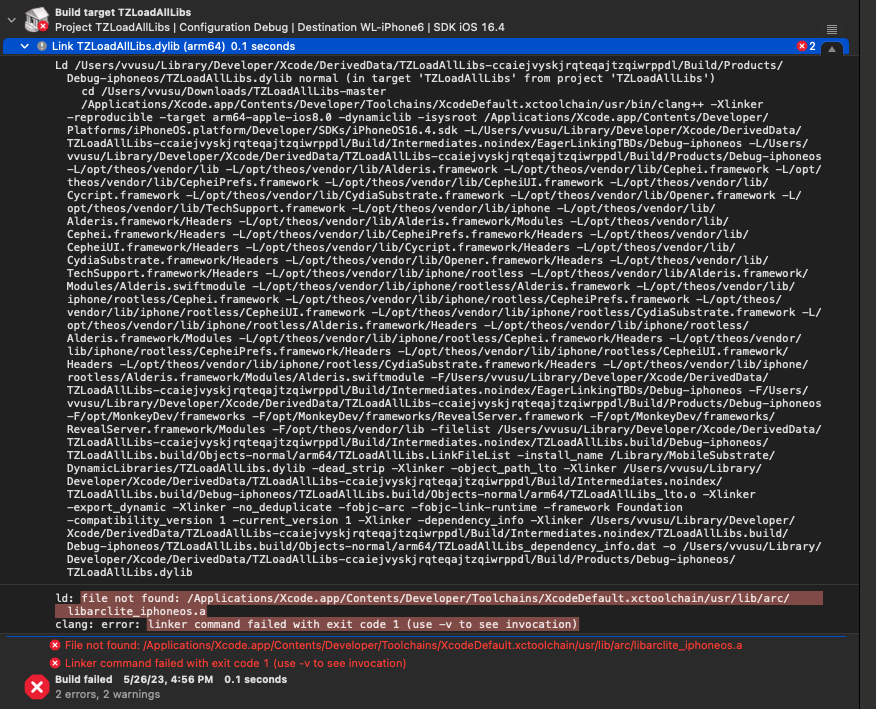 Build target TZLoadAllLibs
Project TZLoadAllLibs | Configuration Debug | Destination WL-iPhone6 | SDK iOS 16.4
Link TZLoadAllLibs.dylib (arm64)  0.1 seconds
2
Ld /Users/vvusu/Library/Developer/Xcode/DerivedData/TZLoadAllLibs-ccaiejvyskjrqteqajtzqiwrppdl/Build/Products/
Debug-iphoneos/TZLoadAllLibs.dylib normal (in target 'TZLoadAllLibs' from project 'TZLoadAllLibs')
cd /Users/vvusu/Downloads/TZLoadAllLibs-master
/Applications/Xcode.app/Contents/Developer/Toolchains/XcodeDefault.xctoolchain/usr/bin/clang++ -Xlinker
-reproducible -target arm64-apple-ios8.0 -dynamiclib -isysroot /Applications/Xcode.app/Contents/Developer/
Platforms/iPhoneOS.platform/Developer/SDKs/iPhoneOS16.4.sdk -L/Users/vvusu/Library/Developer/Xcode/DerivedData/
TZLoadAllLibs-ccaiejvyskjrqteqajtzqiwrppdl/Build/Intermediates.noindex/EagerLinkingTBDs/Debug-iphoneos -L/Users/
vvusu/Library/Developer/Xcode/DerivedData/TZLoadAllLibs-ccaiejvyskjrqteqajtzqiwrppdl/Build/Products/Debug-iphoneos
-L/opt/theos/vendor/lib -L/opt/theos/vendor/lib/Alderis.framework -L/opt/theos/vendor/lib/Cephei.framework -L/opt/
theos/vendor/lib/CepheiPrefs.framework -L/opt/theos/vendor/lib/CepheiUI.framework -L/opt/theos/vendor/lib/
Cycript.framework -L/opt/theos/vendor/lib/CydiaSubstrate.framework -L/opt/theos/vendor/lib/Opener.framework -L/
opt/theos/vendor/lib/TechSupport.framework -L/opt/theos/vendor/lib/iphone -L/opt/theos/vendor/lib/
Alderis.framework/Headers -L/opt/theos/vendor/lib/Alderis.framework/Modules -L/opt/theos/vendor/lib/
Cephei.framework/Headers -L/opt/theos/vendor/lib/CepheiPrefs.framework/Headers -L/opt/theos/vendor/lib/
CepheiUI.framework/Headers -L/opt/theos/vendor/lib/Cycript.framework/Headers -L/opt/theos/vendor/lib/
CydiaSubstrate.framework/Headers -L/opt/theos/vendor/lib/Opener.framework/Headers -L/opt/theos/vendor/lib/
TechSupport.framework/Headers -L/opt/theos/vendor/lib/iphone/rootless -L/opt/theos/vendor/lib/Alderis.framework/
Modules/Alderis.swiftmodule -L/opt/theos/vendor/lib/iphone/rootless/Alderis.framework -L/opt/theos/vendor/lib/
iphone/rootless/Cephei.framework -L/opt/theos/vendor/lib/iphone/rootless/CepheiPrefs.framework -L/opt/theos/
vendor/lib/iphone/rootless/CepheiUI.framework -L/opt/theos/vendor/lib/iphone/rootless/CydiaSubstrate.framework -L/
opt/theos/vendor/lib/iphone/rootless/Alderis.framework/Headers -L/opt/theos/vendor/lib/iphone/rootless/
Alderis.framework/Modules -L/opt/theos/vendor/lib/iphone/rootless/Cephei.framework/Headers -L/opt/theos/vendor/
lib/iphone/rootless/CepheiPrefs.framework/Headers -L/opt/theos/vendor/lib/iphone/rootless/CepheiUI.framework/
Headers -L/opt/theos/vendor/lib/iphone/rootless/CydiaSubstrate.framework/Headers -L/opt/theos/vendor/lib/iphone/
rootless/Alderis.framework/Modules/Alderis.swiftmodule -F/Users/vvusu/Library/Developer/Xcode/DerivedData/
TZLoadAllLibs-ccaiejvyskjrqteqajtzqiwrppdl/Build/Intermediates.noindex/EagerLinkingTBDs/Debug-iphoneos -F/Users/
vvusu/Library/Developer/Xcode/DerivedData/TZLoadAllLibs-ccaiejvyskjrqteqajtzqiwrppdl/Build/Products/Debug-iphoneos
-F/opt/MonkeyDev/frameworks -F/opt/MonkeyDev/frameworks/RevealServer.framework -F/opt/MonkeyDev/frameworks/
RevealServer.framework/Modules -F/opt/theos/vendor/lib -filelist /Users/vvusu/Library/Developer/Xcode/DerivedData/
TZLoadAllLibs-ccaiejvyskjrqteqajtzqiwrppdl/Build/Intermediates.noindex/TZLoadAllLibs.build/Debug-iphoneos/
TZLoadAllLibs.build/Objects-normal/arm64/TZLoadAllLibs.LinkFileList -install_name /Library/MobileSubstrate/
DynamicLibraries/TZLoadAllLibs.dylib -dead_strip -Xlinker -object_path_lto -Xlinker /Users/vvusu/Library/
Developer/Xcode/DerivedData/TZLoadAllLibs-ccaiejvyskjrqteqajtzqiwrppdl/Build/Intermediates.noindex/
TZLoadAllLibs.build/Debug-iphoneos/TZLoadAllLibs.build/Objects-normal/arm64/TZLoadAllLibs_lto.o -Xlinker
-export_dynamic -Xlinker -no_deduplicate -fobjc-arc -fobjc-link-runtime -framework Foundation
-compatibility_version 1 -current_version 1 -Xlinker -dependency_info -Xlinker /Users/vvusu/Library/Developer/
Xcode/DerivedData/TZLoadAllLibs-ccaiejvyskjrqteqajtzqiwrppdl/Build/Intermediates.noindex/TZLoadAllLibs.build/
Debug-iphoneos/TZLoadAllLibs.build/Objects-normal/arm64/TZLoadAllLibs_dependency_info.dat -o /Users/vvusu/Library/
Developer/Xcode/DerivedData/TZLoadAllLibs-ccaiejvyskjrqteqajtzqiwrppdl/Build/Products/Debug-iphoneos/
TZLoadAllLibs.dylib
ld: file not found: /Applications/Xcode.app/Contents/Developer/Toolchains/XcodeDefault.xctoolchain/usr/lib/arc/
libarclite_iphoneos.a
clang: error: linker command failed with exit code 1 (use -v to see invocation)
File not found: /Applications/Xcode.app/Contents/Developer/Toolchains/XcodeDefault.xctoolchain/usr/lib/arc/libarclite_iphoneos.a
Linker command failed with exit code 1 (use -v to see invocation)
Build failed  5/26/23, 4:56 PM  0.1 seconds
2 errors, 2 warnings